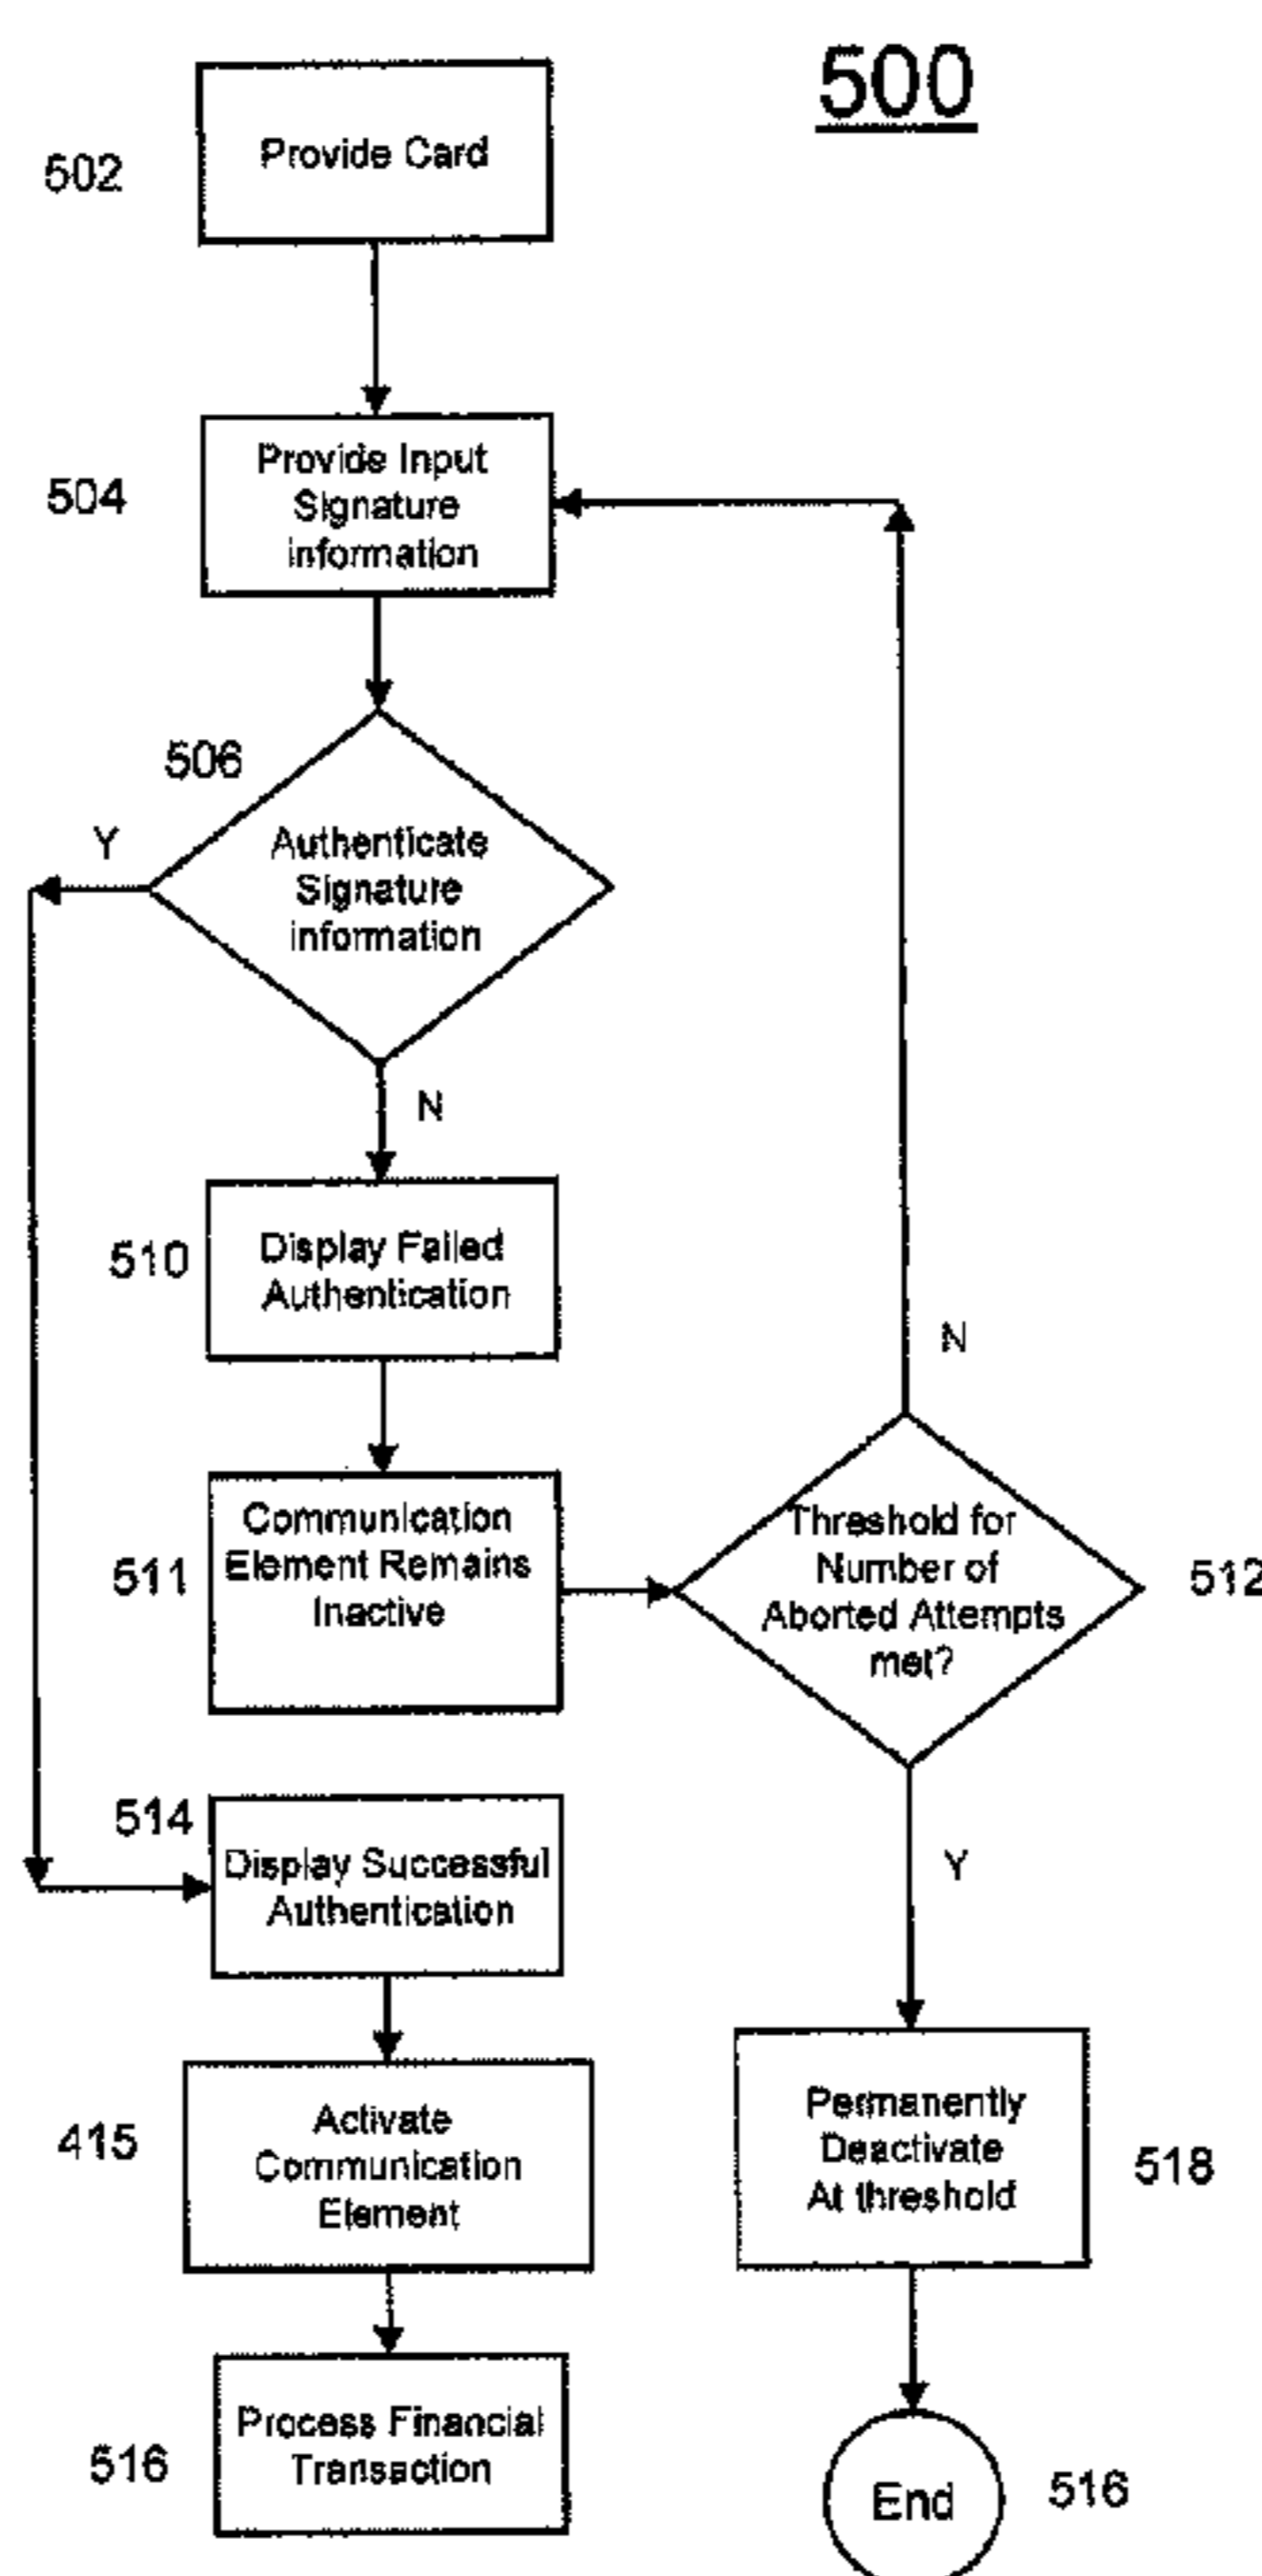 500
502
Provide Card
504
Provide Input
Signature
information
506
Y
Authenticate
Signature
information
N
510
Display Failed
Authentication
N
511
Communication
Element Remains
Inactive
Threshold for
Number of
Aborted Attempts
met?
512
514
Display Successful
Authentication
Y
415
Activate
Communication
Element
Permanently
Deactivate
At threshold
518
516
Process Financial
Transaction
End
516